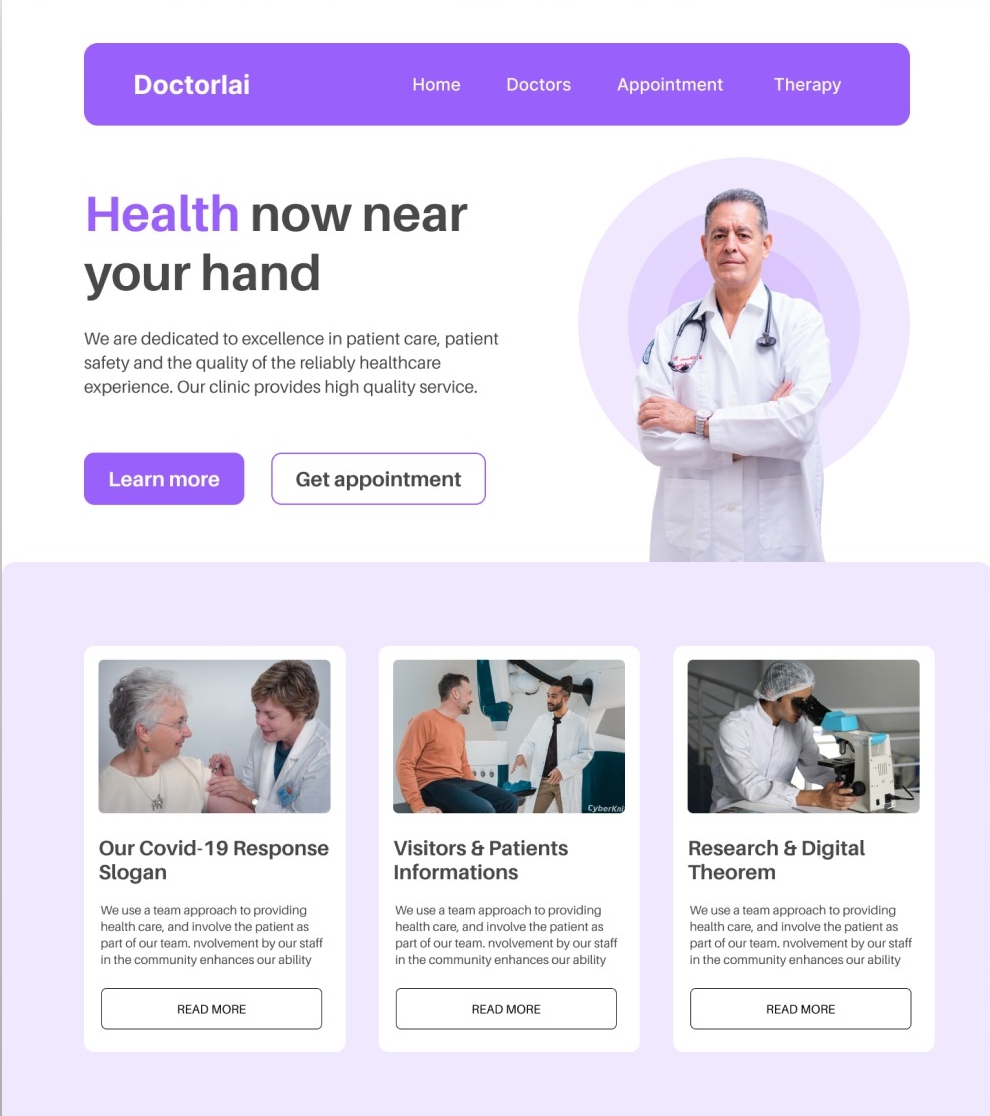 Doctorlai
Home Doctors Appointment Therapy
Health now near
your hand
We are dedicated to excellence in patient care, patient
safety and the quality of the reliably healthcare
experience. Our clinic provides high quality service.
Learn more
Get appointment
Our Covid-19 Response
Slogan
We use a team approach to providing
health care, and involve the patient as
part of our team. nvolvement by our staff
in the community enhances our ability
READ MORE
CyberKni
Visitors & Patients
Informations
We use a team approach to providing
health care, and involve the patient as
part of our team. nvolvement by our staff
in the community enhances our ability
READ MORE
Research & Digital
Theorem
We use a team approach to providing
health care, and involve the patient as
part of our team. nvolvement by our staff
in the community enhances our ability
READ MORE